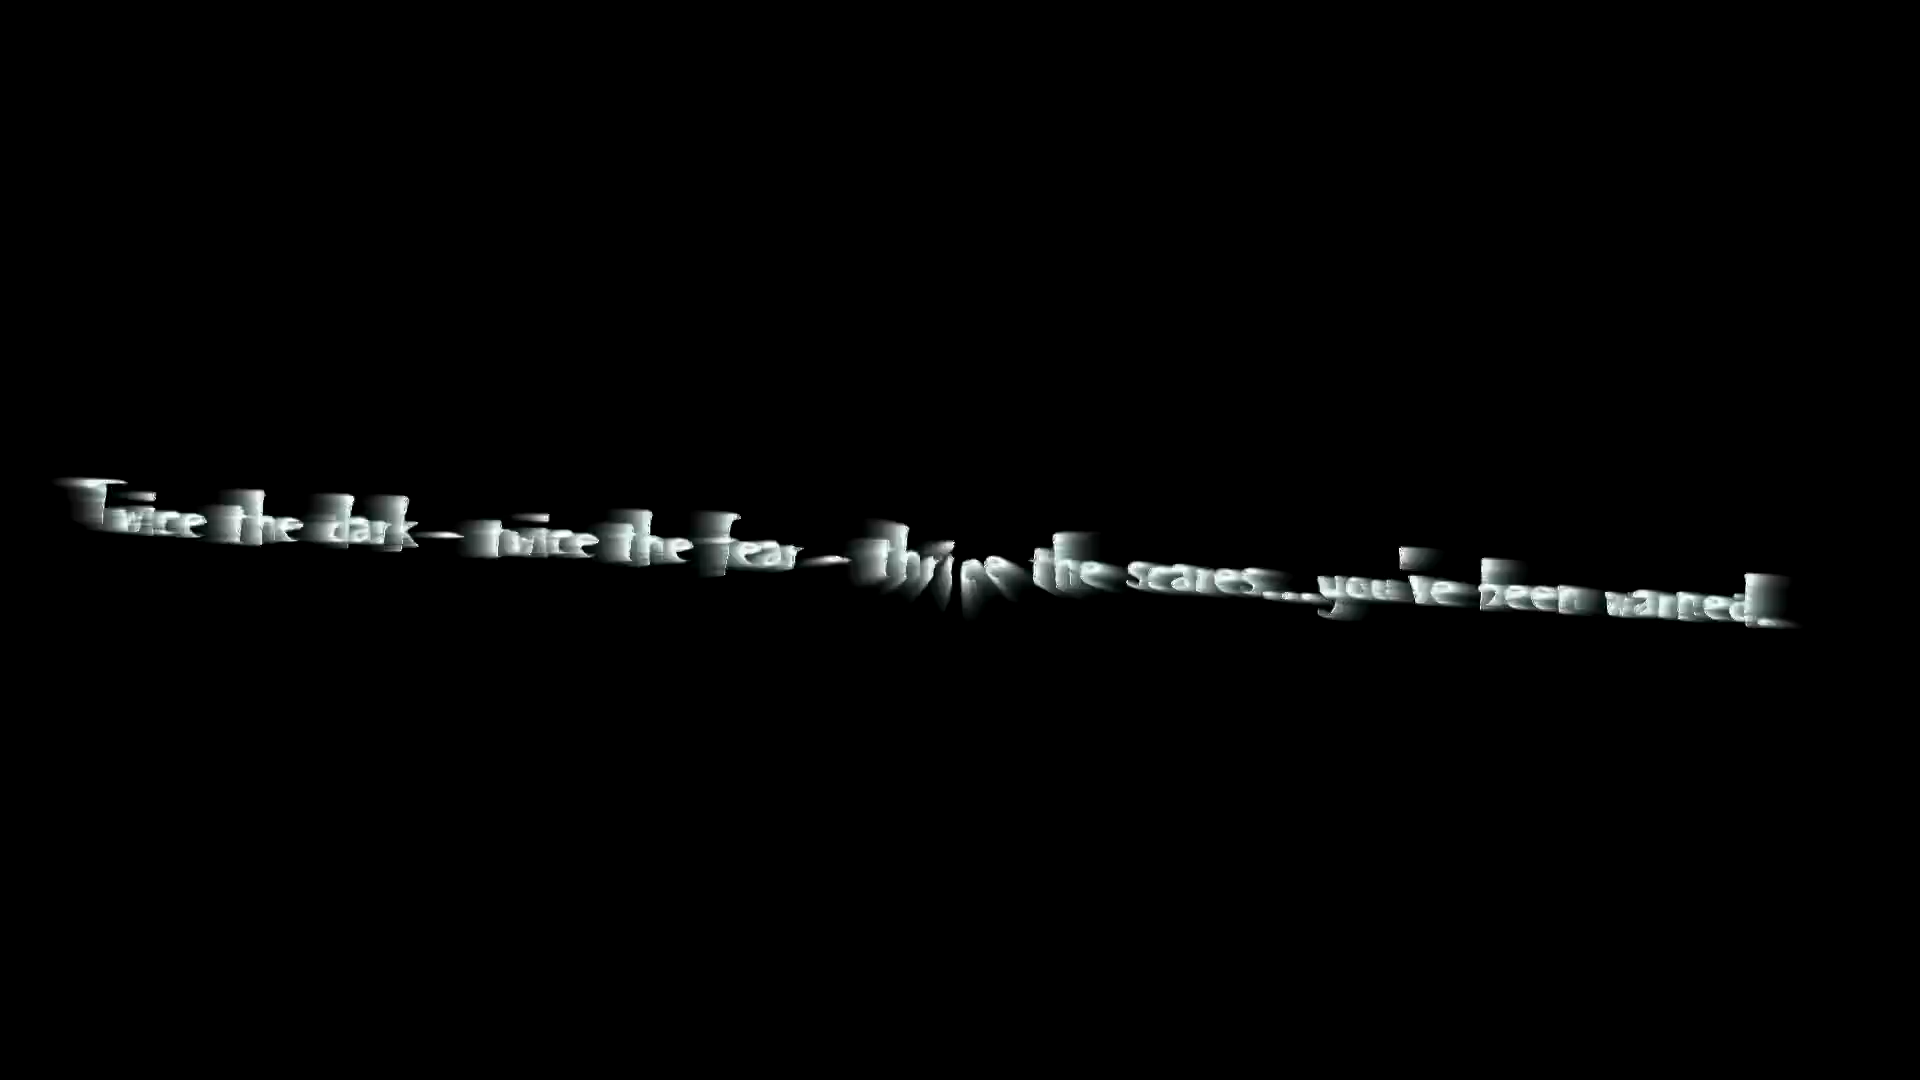 Twice the dark – twice the fear – thrice the scares...you've been warned.